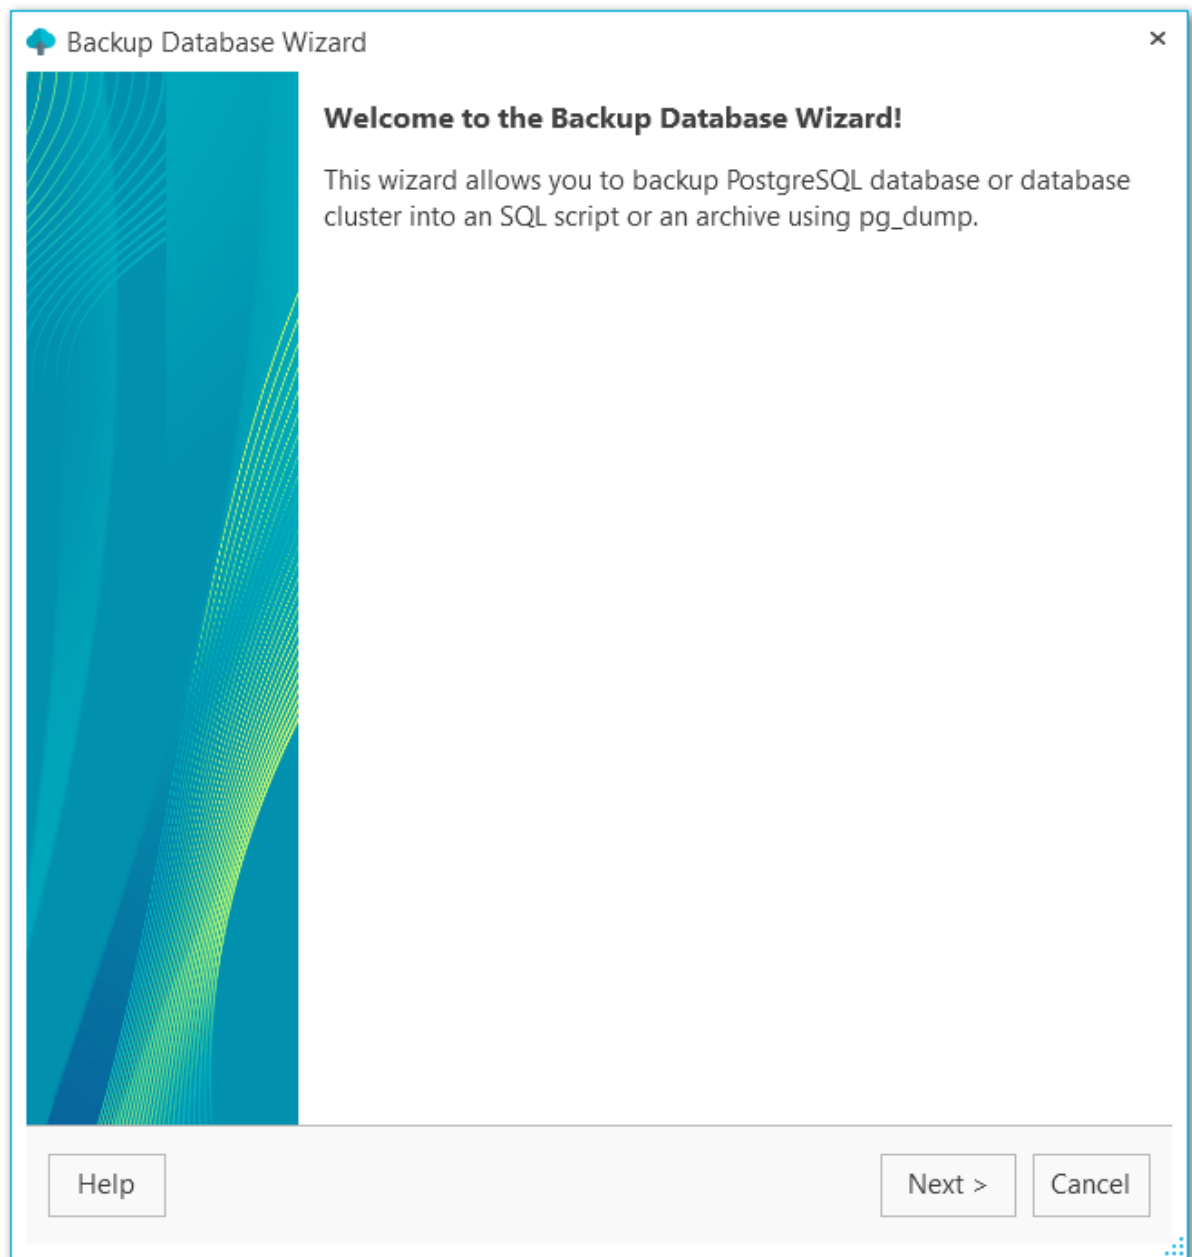 Backup Database Wizard
Welcome to the Backup Database Wizard!
This wizard allows you to backup PostgreSQL database or database
cluster into an SQL script or an archive using pg_dump.
Help
Next >
Cancel